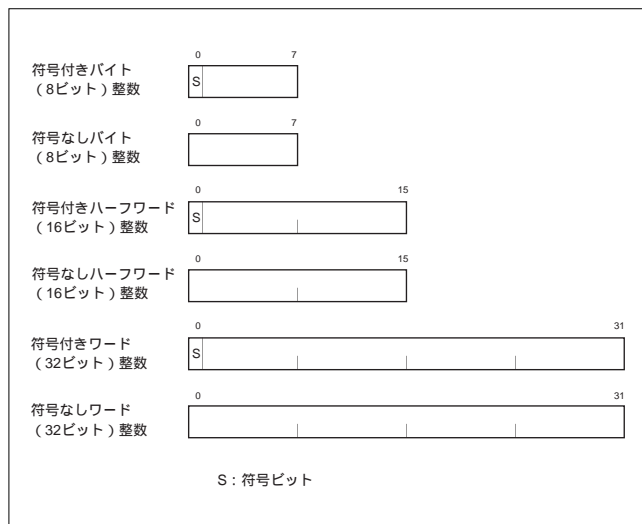 0 7
符号付きバイト
(8ビット)整数
S
0 7
符号なしバイト
(8ビット)整数
0 15
符号付きハーフワード
(16ビット)整数
S
0 15
符号なしハーフワード
(16ビット)整数
0 31
符号付きワード
(32ビット)整数
S
0 31
符号なしワード
(32ビット)整数
S:符号ビット